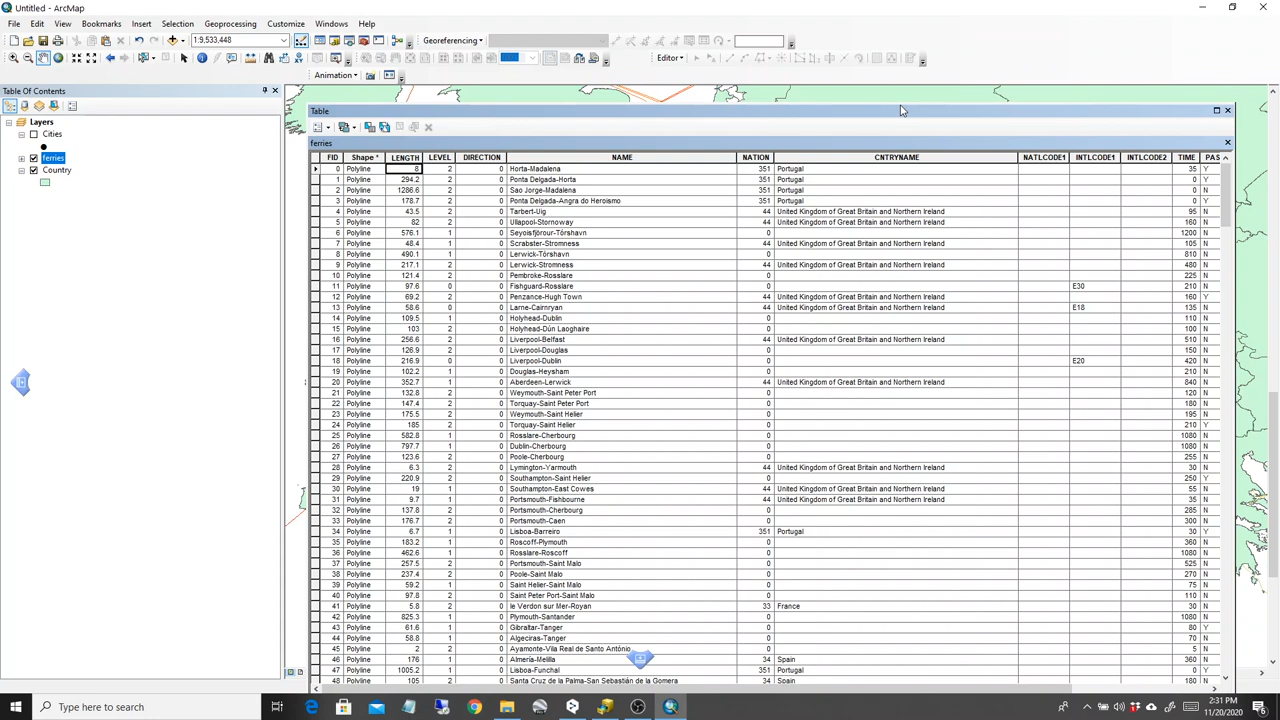 Untitled - ArcMap
File Edit View Bookmarks Insert Selection Geoprocessing Customize Windows Help
1:9,533,448 Georeferencing
Editor
Animation
Table Of Contents
Layers
Cities
ferries
Country
Table
ferries
FID Shape * LENGTH LEVEL DIRECTION NAME NATION CNTRYNAME NATLCODE1 INTLCODE1 INTLCODE2 TIME PAS
0 Polyline 8 2 0 Horta-Madalena 351 Portugal 35 Y
1 Polyline 294.2 2 0 Ponta Delgada-Horta 351 Portugal 0 Y
2 Polyline 1286.6 2 0 Sao Jorge-Madalena 351 Portugal 0 N
3 Polyline 178.7 2 0 Ponta Delgada-Angra do Heroismo 351 Portugal 0 Y
4 Polyline 43.5 2 0 Tarbert-Uig 44 United Kingdom of Great Britain and Northern Ireland 95 N
5 Polyline 82 2 0 Ullapool-Stornoway 44 United Kingdom of Great Britain and Northern Ireland 160 N
6 Polyline 576.1 1 0 Seyoisfjörour-Tórshavn 0 1200 N
7 Polyline 48.4 2 0 Scrabster-Stromness 44 United Kingdom of Great Britain and Northern Ireland 105 N
8 Polyline 490.1 1 0 Lerwick-Tórshavn 0 810 N
9 Polyline 217.1 2 0 Lerwick-Stromness 44 United Kingdom of Great Britain and Northern Ireland 480 N
10 Polyline 121.4 2 0 Pembroke-Rosslare 0 225 N
11 Polyline 97.6 0 0 Fishguard-Rosslare 0 E30 210 N
12 Polyline 69.2 2 0 Penzance-Hugh Town 44 United Kingdom of Great Britain and Northern Ireland 160 Y
13 Polyline 58.6 0 0 Larne-Cairnryan 44 United Kingdom of Great Britain and Northern Ireland E18 135 N
14 Polyline 109.5 1 0 Holyhead-Dublin 0 110 N
15 Polyline 103 2 0 Holyhead-Dún Laoghaire 0 100 N
16 Polyline 256.6 2 0 Liverpool-Belfast 44 United Kingdom of Great Britain and Northern Ireland 510 N
17 Polyline 126.9 2 0 Liverpool-Douglas 0 150 N
18 Polyline 216.9 0 0 Liverpool-Dublin 0 E20 420 N
19 Polyline 102.2 1 0 Douglas-Heysham 0 210 N
20 Polyline 352.7 1 0 Aberdeen-Lerwick 44 United Kingdom of Great Britain and Northern Ireland 840 N
21 Polyline 132.8 2 0 Weymouth-Saint Peter Port 0 120 N
22 Polyline 147.4 2 0 Torquay-Saint Peter Port 0 180 N
23 Polyline 175.5 2 0 Weymouth-Saint Helier 0 195 N
24 Polyline 185 2 0 Torquay-Saint Helier 0 210 Y
25 Polyline 582.8 1 0 Rosslare-Cherbourg 0 1080 N
26 Polyline 797.7 1 0 Dublin-Cherbourg 0 1080 N
27 Polyline 123.6 2 0 Poole-Cherbourg 0 255 N
28 Polyline 6.3 2 0 Lymington-Yarmouth 44 United Kingdom of Great Britain and Northern Ireland 30 N
29 Polyline 220.9 2 0 Southampton-Saint Helier 0 250 Y
30 Polyline 19 1 0 Southampton-East Cowes 44 United Kingdom of Great Britain and Northern Ireland 55 N
31 Polyline 9.7 1 0 Portsmouth-Fishbourne 44 United Kingdom of Great Britain and Northern Ireland 35 N
32 Polyline 137.8 2 0 Portsmouth-Cherbourg 0 285 N
33 Polyline 176.7 2 0 Portsmouth-Caen 0 300 N
34 Polyline 6.7 2 0 Lisboa-Barreiro 351 Portugal 30 Y
35 Polyline 183.2 1 0 Roscoff-Plymouth 0 360 N
36 Polyline 462.6 1 0 Rosslare-Roscoff 0 1080 N
37 Polyline 257.5 2 0 Portsmouth-Saint Malo 0 525 N
38 Polyline 237.4 2 0 Poole-Saint Malo 0 270 N
39 Polyline 59.2 1 0 Saint Helier-Saint Malo 0 75 N
40 Polyline 97.8 2 0 Saint Peter Port-Saint Malo 0 110 N
41 Polyline 5.8 2 0 le Verdon sur Mer-Royan 33 France 30 N
42 Polyline 825.3 1 0 Plymouth-Santander 0 1080 N
43 Polyline 61.6 1 0 Gibraltar-Tanger 0 80 Y
44 Polyline 58.8 1 0 Algeciras-Tanger 0 70 N
45 Polyline 2 2 0 Ayamonte-Vila Real de Santo António 0 5 N
46 Polyline 176 1 0 Almería-Melilla 34 Spain 360 N
47 Polyline 1005.2 1 0 Lisboa-Funchal 351 Portugal 0 Y
48 Polyline 105 2 0 Santa Cruz de la Palma-San Sebastián de la Gomera 34 Spain 180 N
Type here to search
2:31 PM
11/20/2020
6